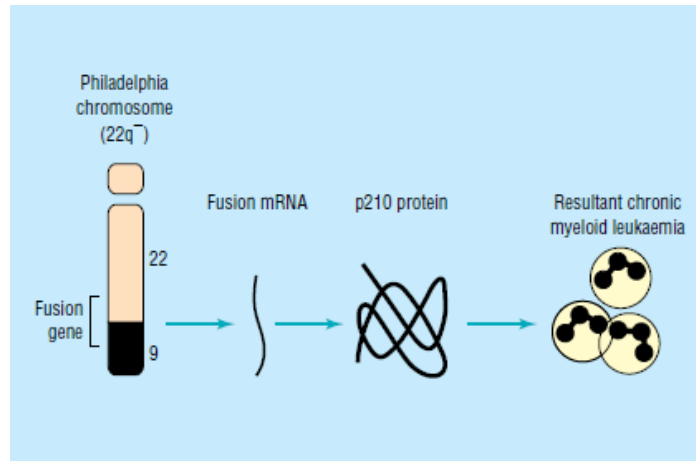 Philadelphia
chromosome
(22q⁻)
Fusion mRNA
p210 protein
Resultant chronic
myeloid leukaemia
22
Fusion
gene
9